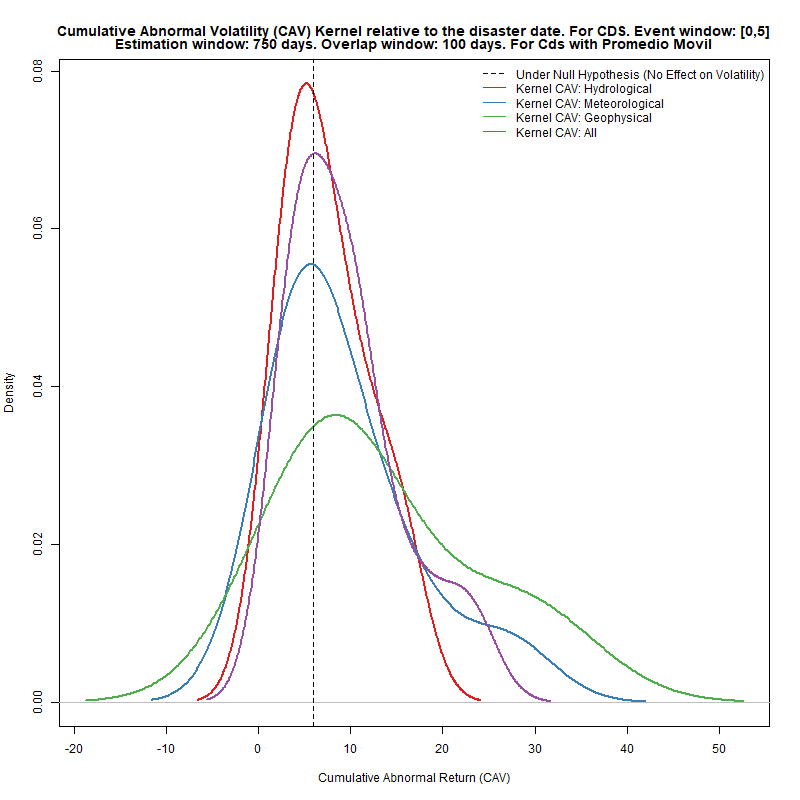 Cumulative Abnormal Volatility (CAV) Kernel relative to the disaster date. For CDS. Event window: [0,5]
Estimation window: 750 days. Overlap window: 100 days. For Cds with Promedio Movil
Under Null Hypothesis (No Effect on Volatility)
Kernel CAV: Hydrological
Kernel CAV: Meteorological
Kernel CAV: Geophysical
Kernel CAV: All
0.08
0.06
0.04
0.02
0.00
Density
-20 -10 0 10 20 30 40 50
Cumulative Abnormal Return (CAV)